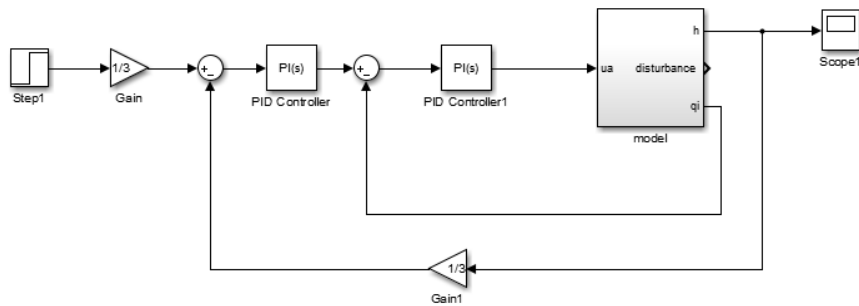 h
+
-
+
-
PI(s)
PI(s)
ua
disturbance
1/3
Scope1
Step1
Gain
PID Controller
PID Controller1
qi
model
1/3
Gain1